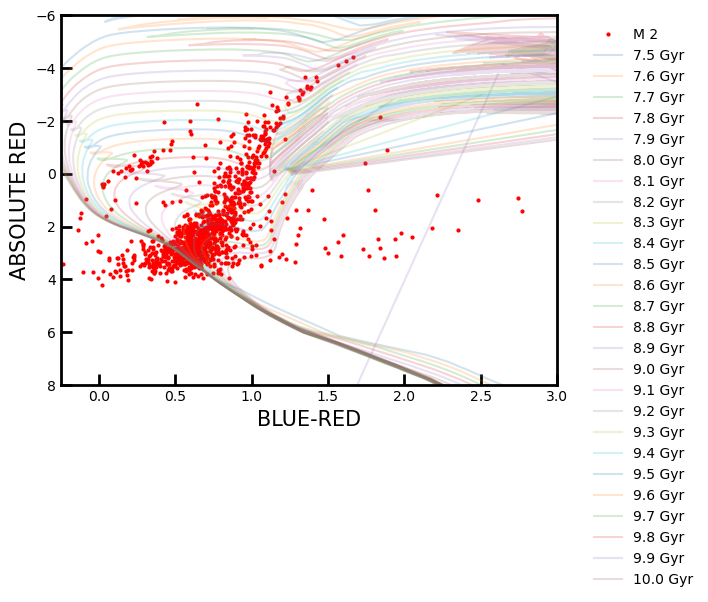 −6
−4
−2
0
2
4
6
8
ABSOLUTE RED
0.0 0.5 1.0 1.5 2.0 2.5 3.0
BLUE-RED
M 2
7.5 Gyr
7.6 Gyr
7.7 Gyr
7.8 Gyr
7.9 Gyr
8.0 Gyr
8.1 Gyr
8.2 Gyr
8.3 Gyr
8.4 Gyr
8.5 Gyr
8.6 Gyr
8.7 Gyr
8.8 Gyr
8.9 Gyr
9.0 Gyr
9.1 Gyr
9.2 Gyr
9.3 Gyr
9.4 Gyr
9.5 Gyr
9.6 Gyr
9.7 Gyr
9.8 Gyr
9.9 Gyr
10.0 Gyr